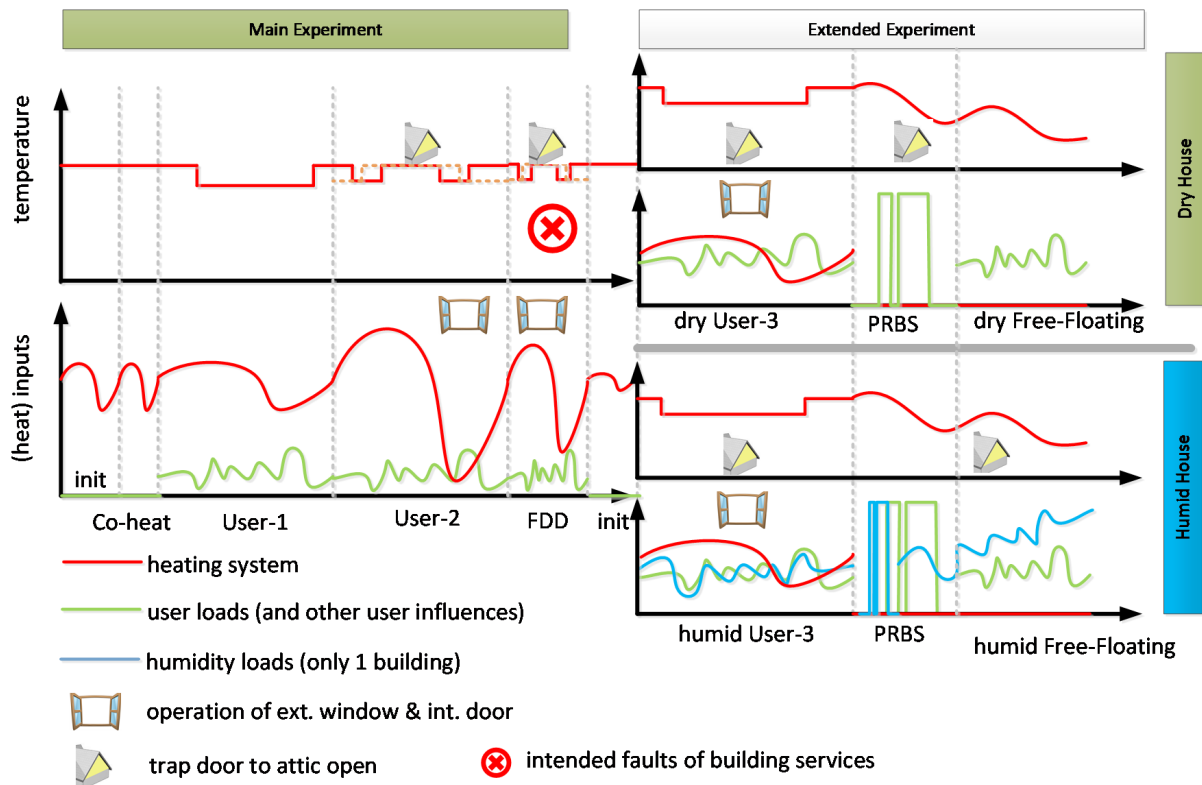 Main Experiment
Extended Experiment
temperature
Dry House
dry User-3
PRBS
dry Free-Floating
(heat) inputs
init
Co-heat
User-1
User-2
FDD
init
Humid House
humid User-3
PRBS
humid Free-Floating
heating system
user loads (and other user influences)
humidity loads (only 1 building)
operation of ext. window & int. door
trap door to attic open
intended faults of building services